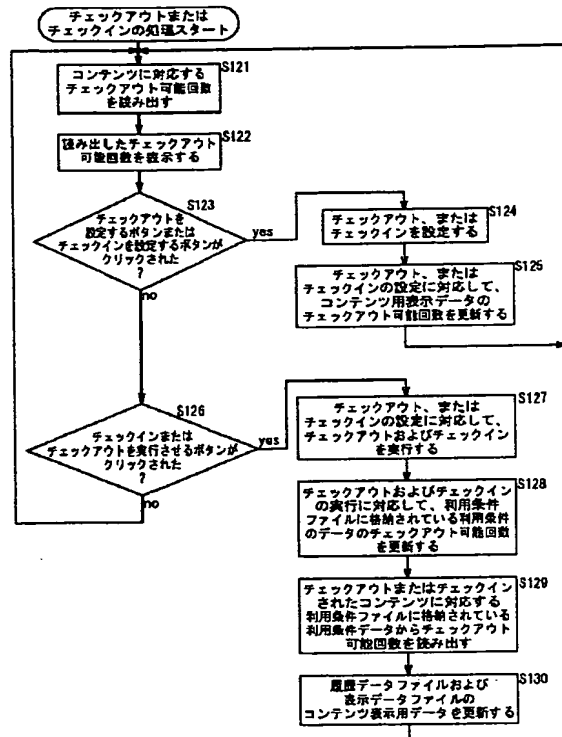 チェックアウトまたは
チェックインの処理スタート
S121
コンテンツに対応する
チェックアウト可能回数
を読み出す
S122
読み出したチェックアウト
可能回数を表示する
S123
チェックアウトを
設定するボタンまたは
チェックインを設定するボタンが
クリックされた
?
yes
no
S124
チェックアウト、または
チェックインを設定する
S125
チェックアウト、または
チェックインの設定に対応して、
コンテンツ用表示データの
チェックアウト可能回数を更新する
S126
チェックインまたは
チェックアウトを実行させるボタンが
クリックされた
?
yes
no
S127
チェックアウト、または
チェックインの設定に対応して、
チェックアウトおよびチェックイン
を実行する
S128
チェックアウトおよびチェックイン
の実行に対応して、利用条件
ファイルに格納されている利用条件
のデータのチェックアウト可能回数
を更新する
S129
チェックアウトまたはチェックイン
されたコンテンツに対応する
利用条件ファイルに格納されている
利用条件データからチェックアウト
可能回数を読み出す
S130
履歴データファイルおよび
表示データファイルの
コンテンツ表示用データを更新する